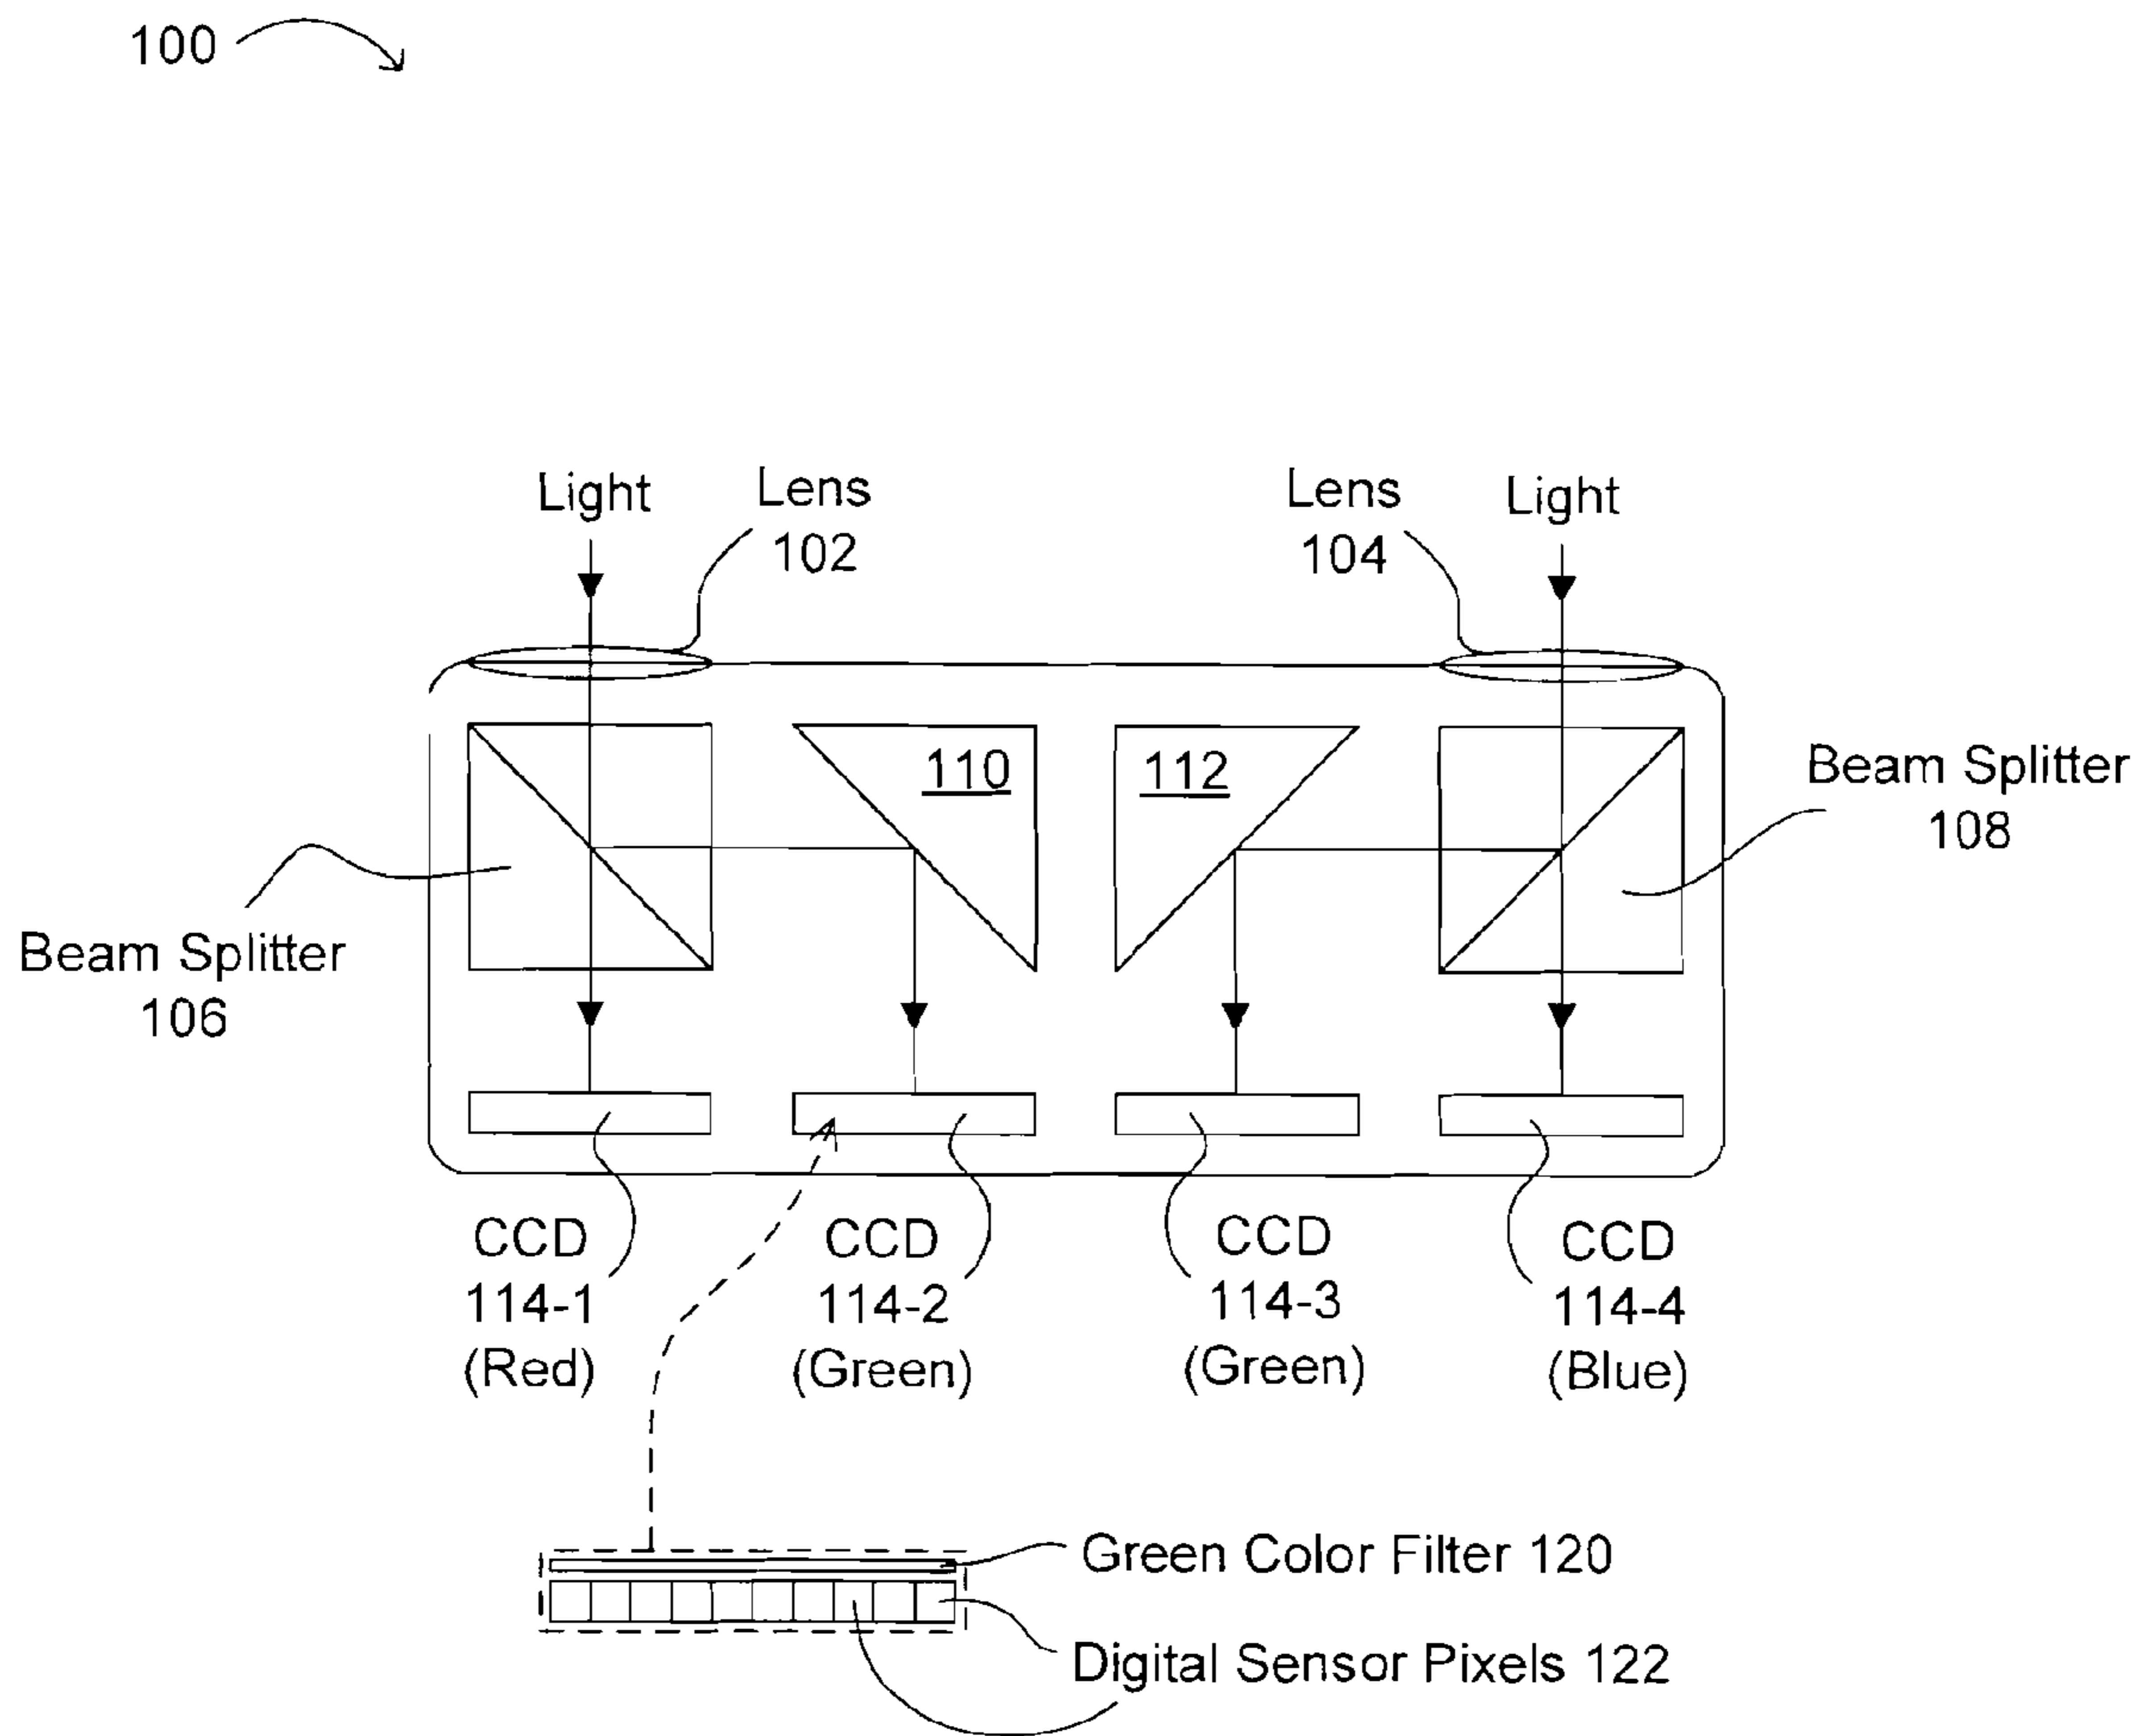 100
Light
Lens
102
Lens
104
Light
110
112
Beam Splitter
108
Beam Splitter
106
CCD
114-1
(Red)
CCD
114-2
(Green)
CCD
114-3
(Green)
CCD
114-4
(Blue)
Green Color Filter 120
Digital Sensor Pixels 122